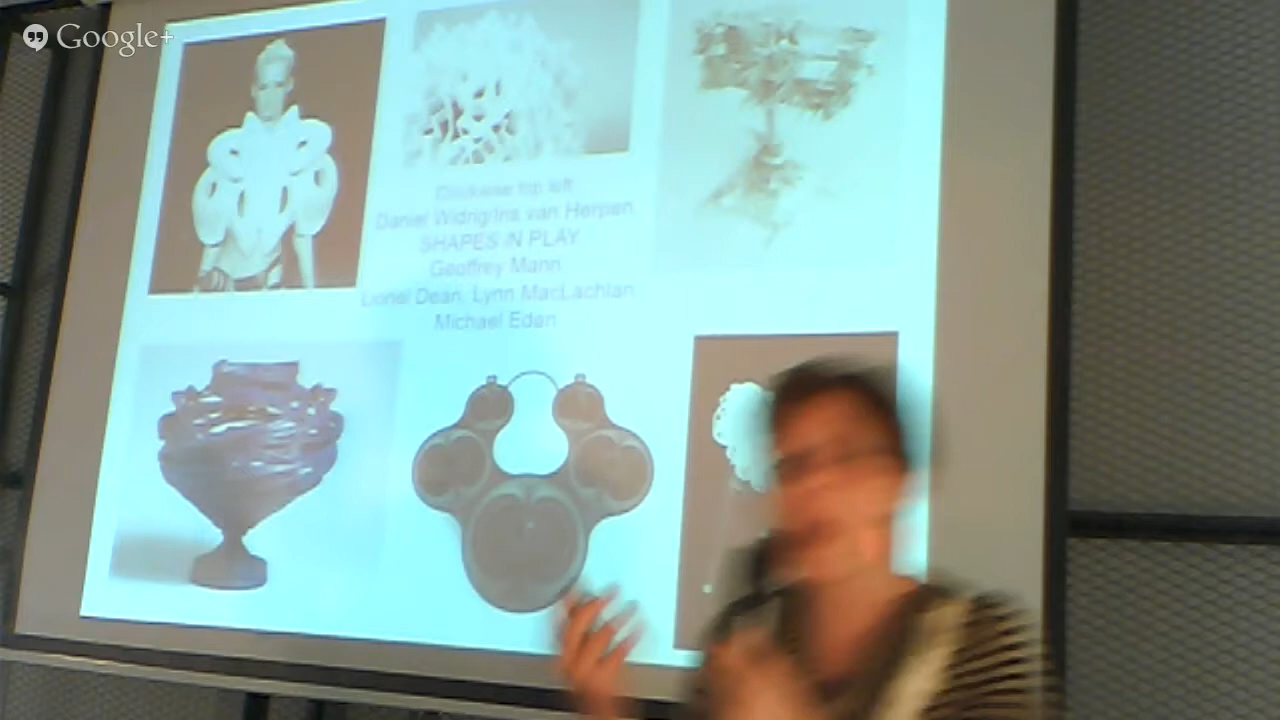 Google+
Clockwise top left
Daniel Widrig/Iris van Herpen
SHAPES IN PLAY
Geoffrey Mann
Lionel Dean, Lynn MacLachlan
Michael Eden